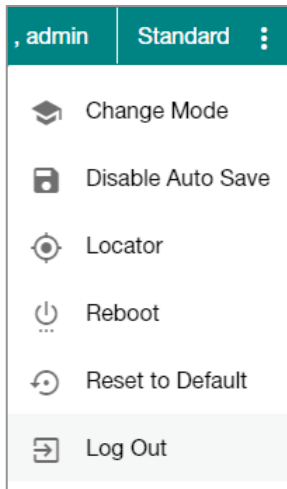 , admin Standard
Change Mode
Disable Auto Save
Locator
Reboot
Reset to Default
Log Out